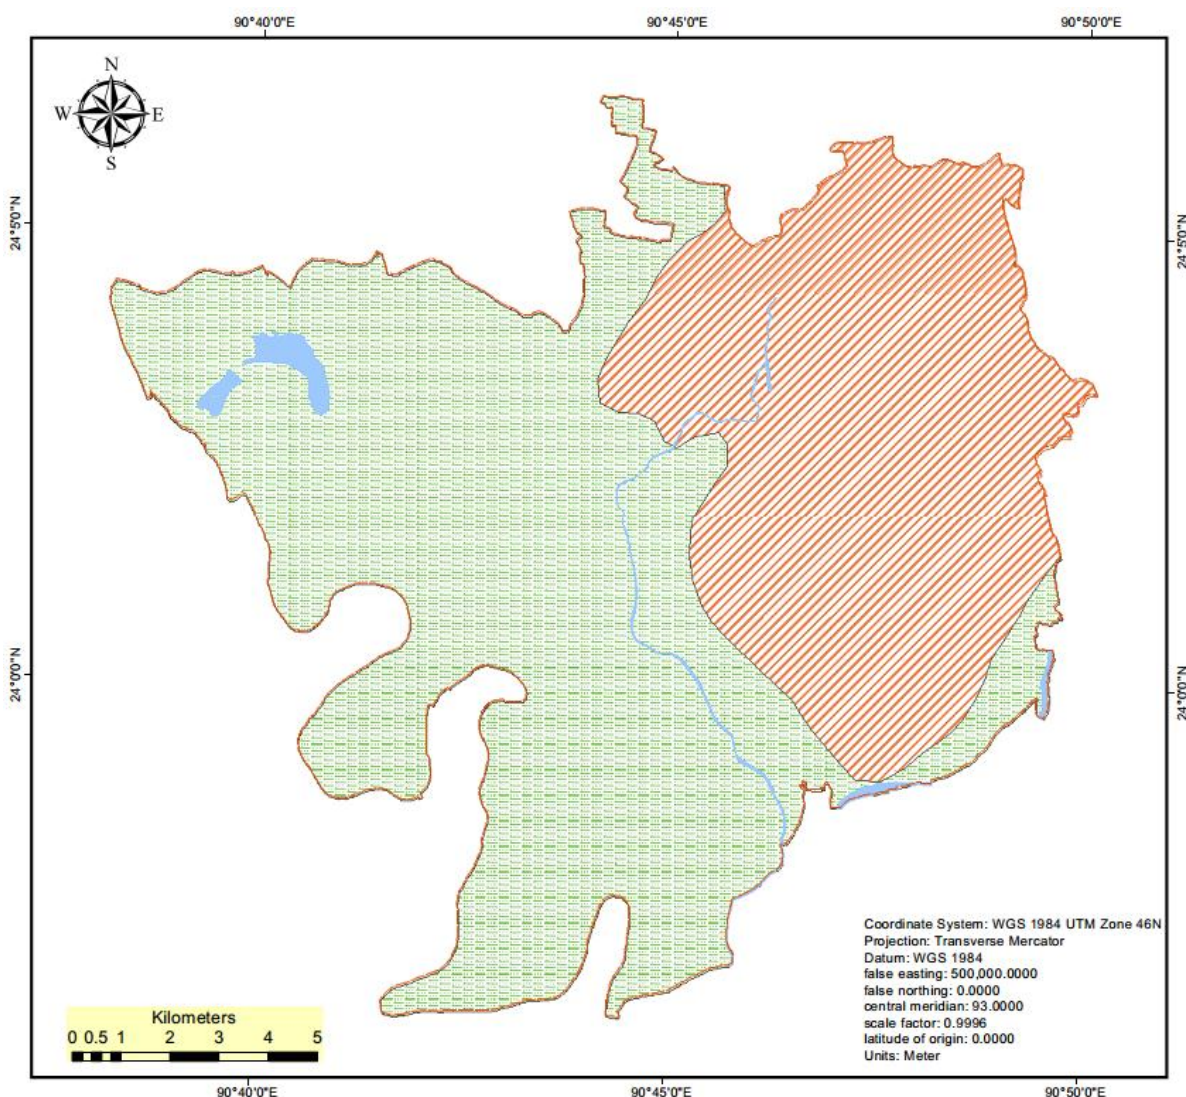 90°40'0"E 90°45'0"E 90°50'0"E
N
W E
S
24°5'0"N 24°5'0"N
24°0'0"N 24°0'0"N
Coordinate System: WGS 1984 UTM Zone 46N
Projection: Transverse Mercator
Datum: WGS 1984
false easting: 500,000.0000
false northing: 0.0000
central meridian: 93.0000
scale factor: 0.9996
latitude of origin: 0.0000
Units: Meter
Kilometers
0 0.5 1 2 3 4 5
90°40'0"E 90°45'0"E 90°50'0"E